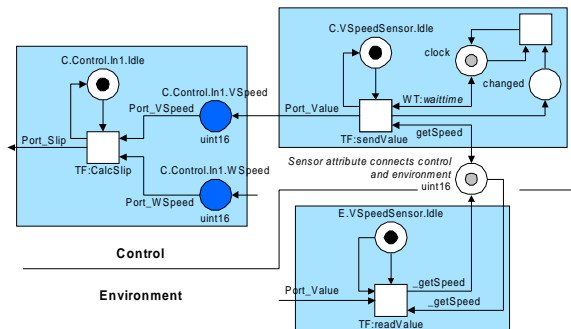 C.VSpeedSensor.Idle
C.Control.In1.Idle
clock
changed
C.Control.In1.VSpeed
Port_VSpeed
Port_Value
WT:waittime
Port_Slip
uint16
TF:sendValue
getSpeed
C.Control.In1.WSpeed
TF:CalcSlip
Sensor attribute connects control
and environment
uint16
Port_WSpeed
uint16
E.VSpeedSensor.Idle
Control
Environment
Port_Value
_getSpeed
_getSpeed
TF:readValue